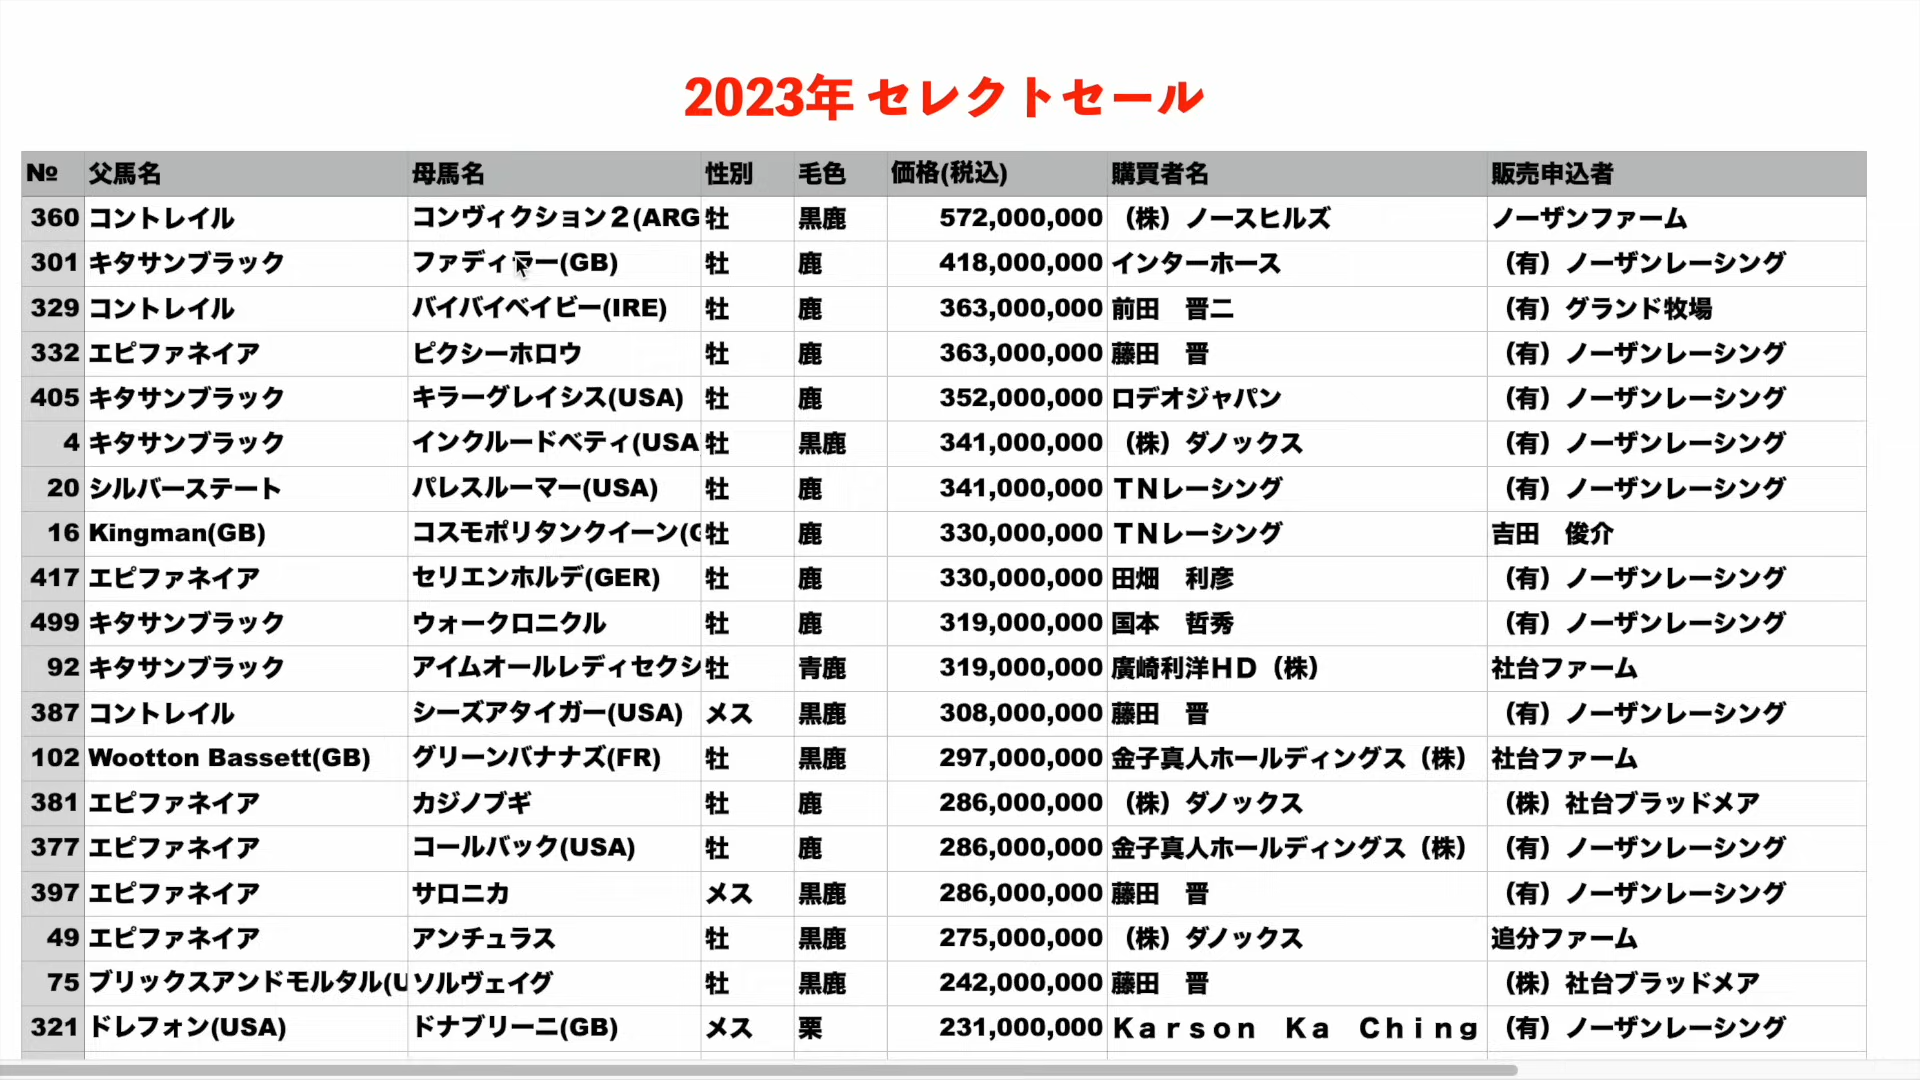 2023年 セレクトセール
№ 父馬名 母馬名 性別 毛色 価格(税込) 購買者名 販売申込者
360 コントレイル コンヴィクション２(ARG 牡 黒鹿 572,000,000 （株）ノースヒルズ ノーザンファーム
301 キタサンブラック ファディラー(GB) 牡 鹿 418,000,000 インターホース （有）ノーザンレーシング
329 コントレイル バイバイベイビー(IRE) 牡 鹿 363,000,000 前田　晋二 （有）グランド牧場
332 エピファネイア ピクシーホロウ 牡 鹿 363,000,000 藤田　晋 （有）ノーザンレーシング
405 キタサンブラック キラーグレイシス(USA) 牡 鹿 352,000,000 ロデオジャパン （有）ノーザンレーシング
4 キタサンブラック インクルードベティ(USA 牡 黒鹿 341,000,000 （株）ダノックス （有）ノーザンレーシング
20 シルバーステート パレスルーマー(USA) 牡 鹿 341,000,000 ＴＮレーシング （有）ノーザンレーシング
16 Kingman(GB) コスモポリタンクイーン(G 牡 鹿 330,000,000 ＴＮレーシング 吉田　俊介
417 エピファネイア セリエンホルデ(GER) 牡 鹿 330,000,000 田畑　利彦 （有）ノーザンレーシング
499 キタサンブラック ウォークロニクル 牡 鹿 319,000,000 国本　哲秀 （有）ノーザンレーシング
92 キタサンブラック アイムオールレディセクシ 牡 青鹿 319,000,000 廣崎利洋ＨＤ（株） 社台ファーム
387 コントレイル シーズアタイガー(USA) メス 黒鹿 308,000,000 藤田　晋 （有）ノーザンレーシング
102 Wootton Bassett(GB) グリーンバナナズ(FR) 牡 黒鹿 297,000,000 金子真人ホールディングス（株） 社台ファーム
381 エピファネイア カジノブギ 牡 鹿 286,000,000 （株）ダノックス （株）社台ブラッドメア
377 エピファネイア コールバック(USA) 牡 鹿 286,000,000 金子真人ホールディングス（株） （有）ノーザンレーシング
397 エピファネイア サロニカ メス 黒鹿 286,000,000 藤田　晋 （有）ノーザンレーシング
49 エピファネイア アンチュラス 牡 黒鹿 275,000,000 （株）ダノックス 追分ファーム
75 ブリックスアンドモルタル(U ソルヴェイグ 牡 黒鹿 242,000,000 藤田　晋 （株）社台ブラッドメア
321 ドレフォン(USA) ドナブリーニ(GB) メス 栗 231,000,000 Ｋａｒｓｏｎ　Ｋａ　Ｃｈｉｎｇ （有）ノーザンレーシング